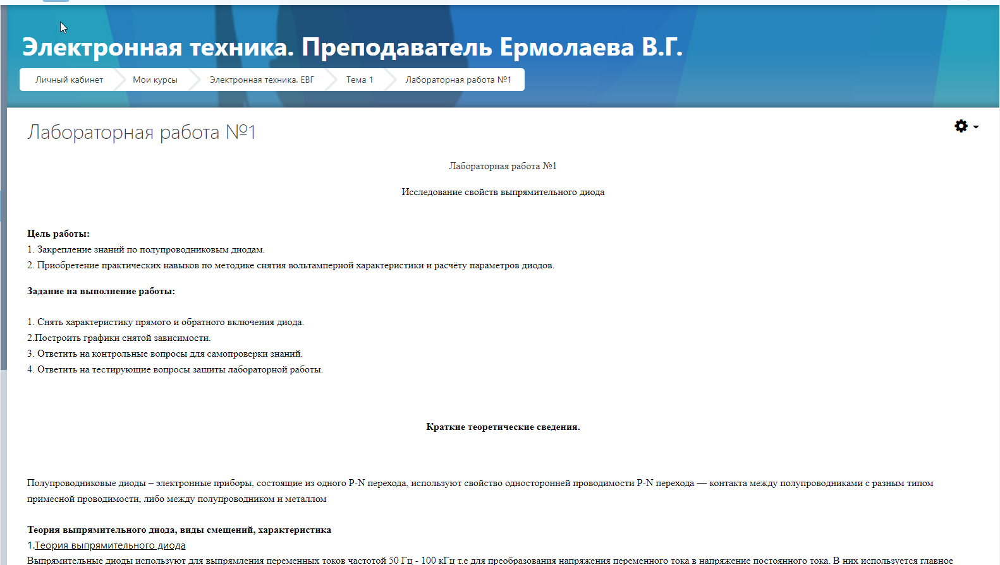 Электронная техника. Преподаватель Ермолаева В.Г.
Личный кабинет Мои курсы Электронная техника. ЕВГ Тема 1 Лабораторная работа №1
Лабораторная работа №1
Лабораторная работа №1
Исследование свойств выпрямительного диода
Цель работы:
1. Закрепление знаний по полупроводниковым диодам.
2. Приобретение практических навыков по методике снятия вольтамперной характеристики и расчёту параметров диодов.
Задание на выполнение работы:
1. Снять характеристику прямого и обратного включения диода.
2.Построить графики снятой зависимости.
3. Ответить на контрольные вопросы для самопроверки знаний.
4. Ответить на тестирующие вопросы защиты лабораторной работы.
Краткие теоретические сведения.
Полупроводниковые диоды – электронные приборы, состоящие из одного P-N перехода, используют свойство односторонней проводимости P-N перехода — контакта между полупроводниками с разным типом
примесной проводимости, либо между полупроводником и металлом
Теория выпрямительного диода, виды смещений, характеристика
1.Теория выпрямительного диода
Выпрямительные диоды используют для выпрямления переменных токов частотой 50 Гц - 100 кГц т.е для преобразования напряжения переменного тока в напряжение постоянного тока. В них используется главное